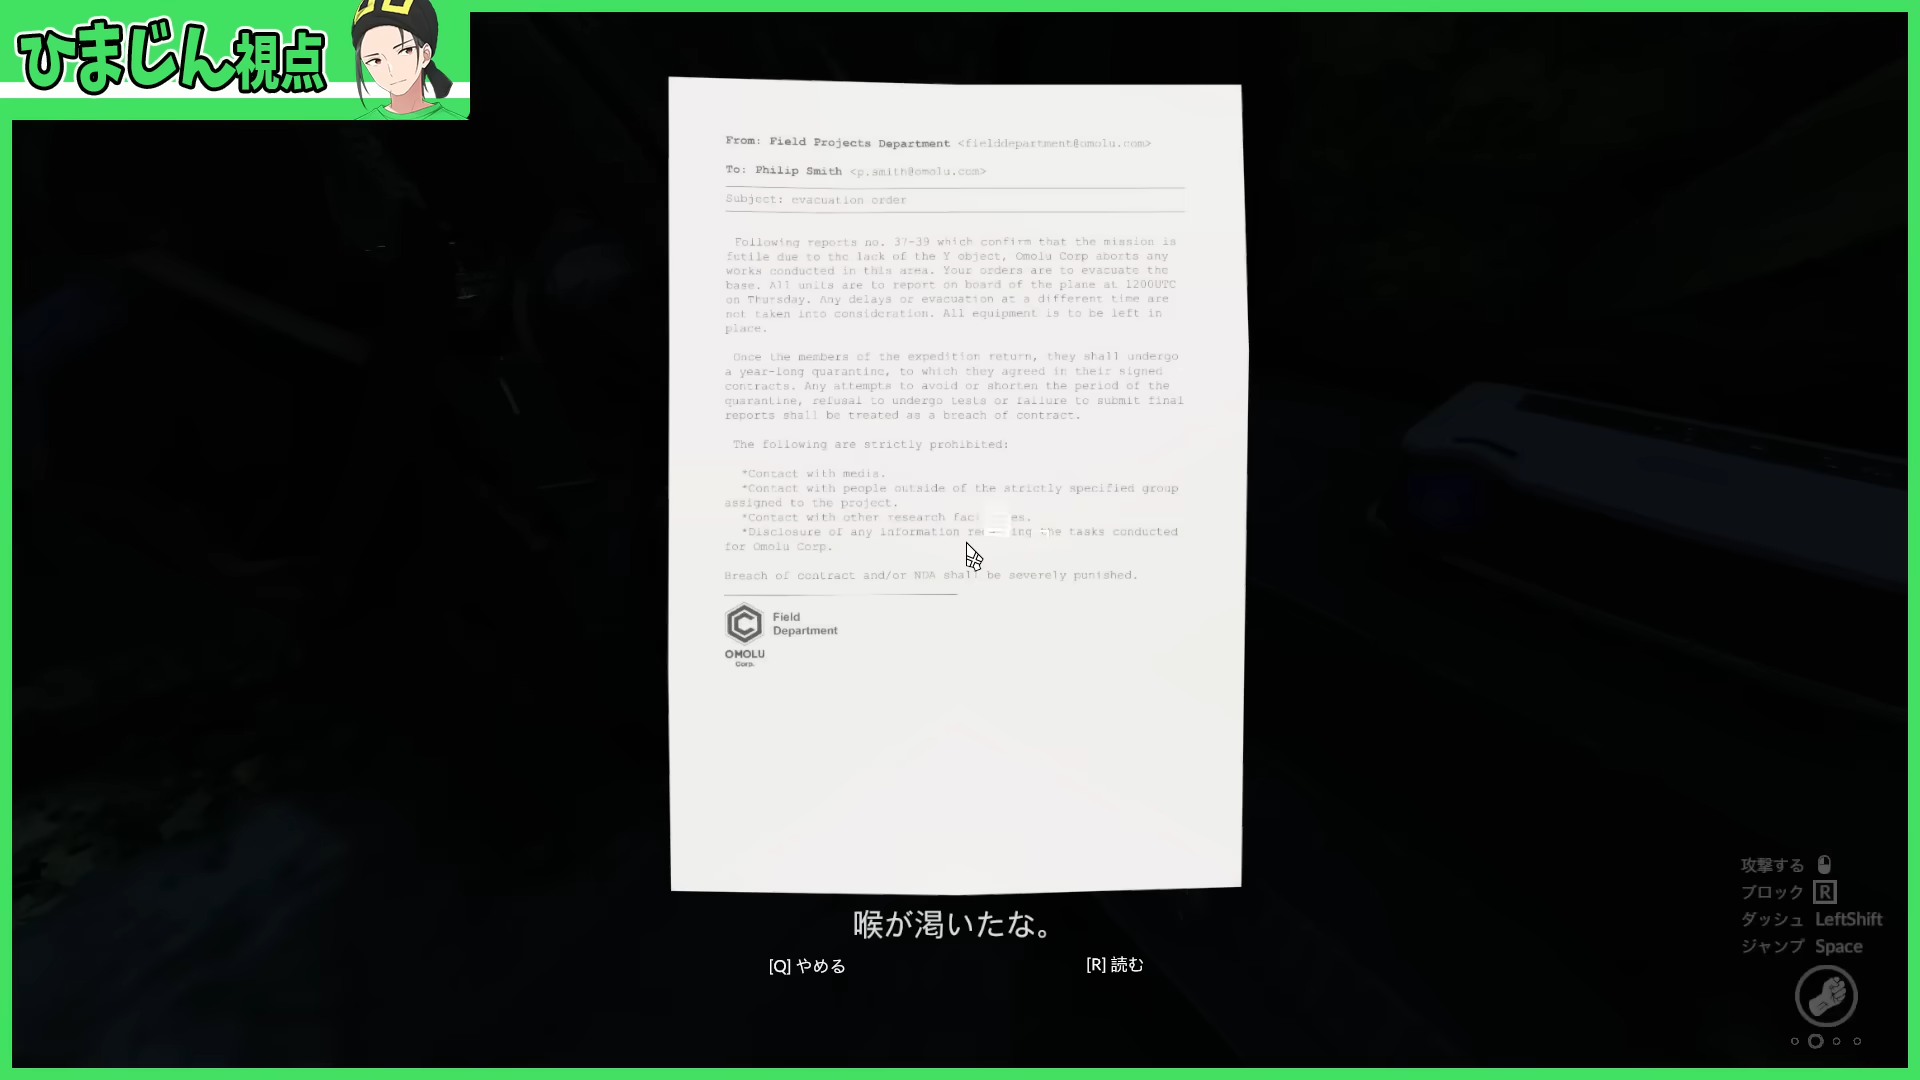 ひまじん視点
From: Field Projects Department <fielddepartment@omolu.com>
To: Philip Smith <p.smith@omolu.com>
Subject: evacuation order
Following reports no. 37-39 which confirm that the mission is
futile due to the lack of the Y object, Omolu Corp aborts any
works conducted in this area. Your orders are to evacuate the
base. All units are to report on board of the plane at 1200UTC
on Thursday. Any delays or evacuation at a different time are
not taken into consideration. All equipment is to be left in
place.
Once the members of the expedition return, they shall undergo
a year-long quarantine, to which they agreed in their signed
contracts. Any attempts to avoid or shorten the period of the
quarantine, refusal to undergo tests or failure to submit final
reports shall be treated as a breach of contract.
The following are strictly prohibited:
*Contact with media.
*Contact with people outside of the strictly specified group
assigned to the project.
*Contact with other research
*Disclosure of any information the tasks conducted
for Omolu Corp.
Breach of contract and/or NDA shall be severely punished.
Field
Department
OMOLU
Corp.
喉が渇いたな。
[Q] やめる [R] 読む
攻撃する
ブロック R
ダッシュ LeftShift
ジャンプ Space